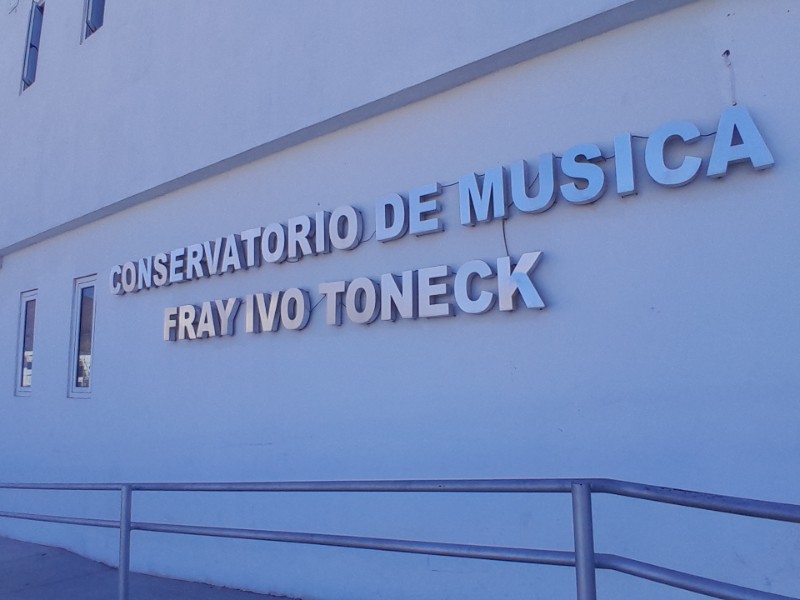 CONSERVATORIO DE MUSICA
FRAY IVO TONECK